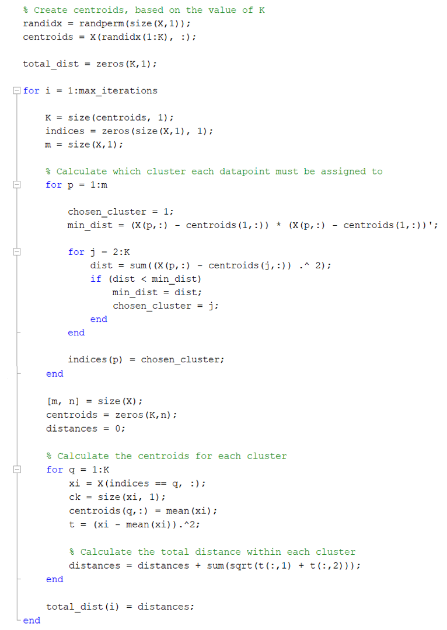 % Create centroids, based on the value of K
randidx = randperm(size(X,1));
centroids = X(randidx(1:K), :);
total_dist = zeros(K,1);
for i = 1:max_iterations
K = size(centroids, 1);
indices = zeros(size(X,1), 1);
m = size(X,1);
% Calculate which cluster each datapoint must be assigned to
for p = 1:m
chosen_cluster = 1;
min_dist = (X(p,:) - centroids(1,:)) * (X(p,:) - centroids(1,:))';
for j = 2:K
dist = sum((X(p,:) - centroids(j,:)) .^ 2);
if (dist < min_dist)
min_dist = dist;
chosen_cluster = j;
end
end
indices(p) = chosen_cluster;
end
[m, n] = size(X);
centroids = zeros(K,n);
distances = 0;
% Calculate the centroids for each cluster
for q = 1:K
xi = X(indices == q, :);
ck = size(xi, 1);
centroids(q,:) = mean(xi);
t = (xi - mean(xi)).^2;
% Calculate the total distance within each cluster
distances = distances + sum(sqrt(t(:,1) + t(:,2)));
end
total_dist(i) = distances;
end